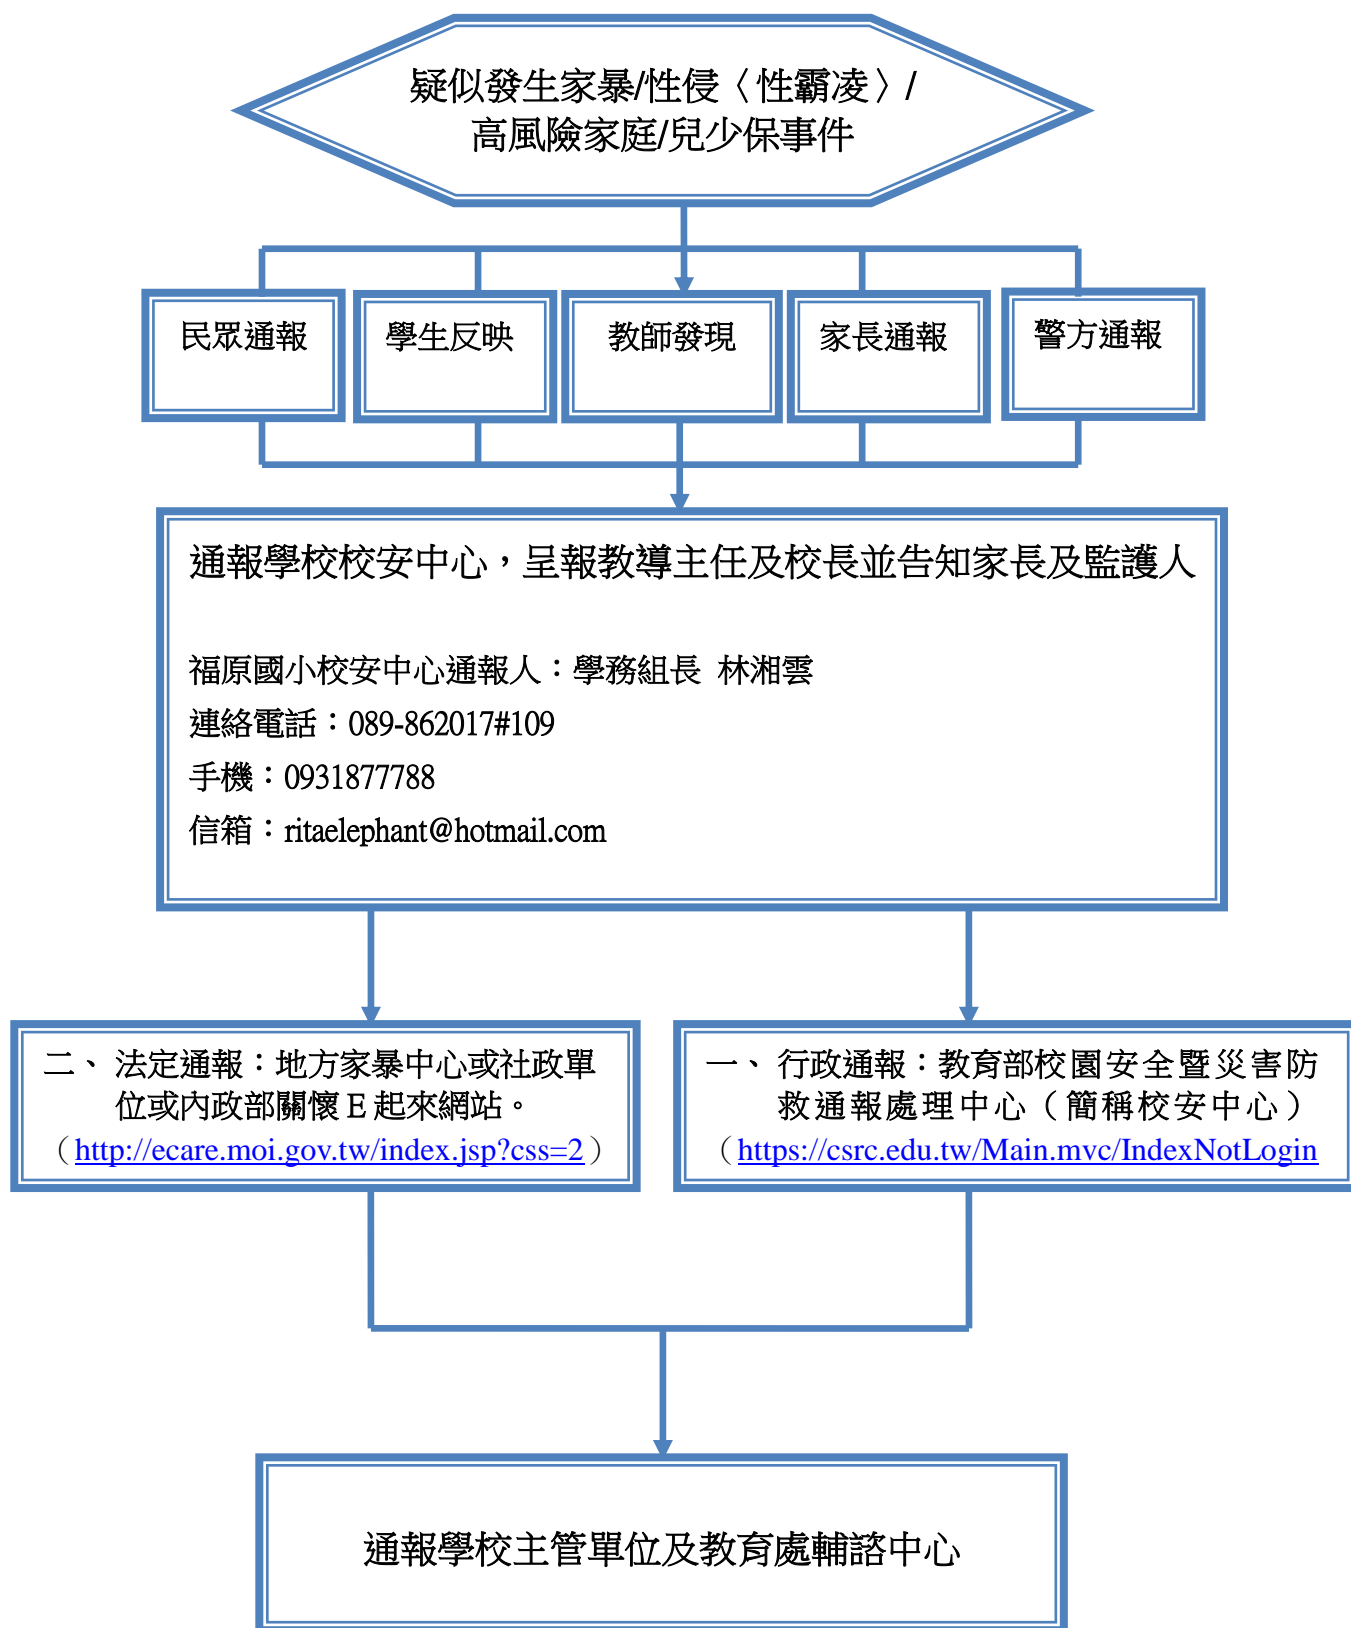 疑似發生家暴/性侵〈性霸凌〉/
高風險家庭/兒少保事件
民眾通報
學生反映
教師發現
家長通報
警方通報
通報學校校安中心，呈報教導主任及校長並告知家長及監護人
福原國小校安中心通報人：學務組長 林湘雲
連絡電話：089-862017#109
手機：0931877788
信箱：ritaelephant@hotmail.com
二、 法定通報：地方家暴中心或社政單
位或內政部關懷E起來網站。
（http://ecare.moi.gov.tw/index.jsp?css=2）
一、 行政通報：教育部校園安全暨災害防
救通報處理中心（簡稱校安中心）
（https://csrc.edu.tw/Main.mvc/IndexNotLogin
通報學校主管單位及教育處輔諮中心